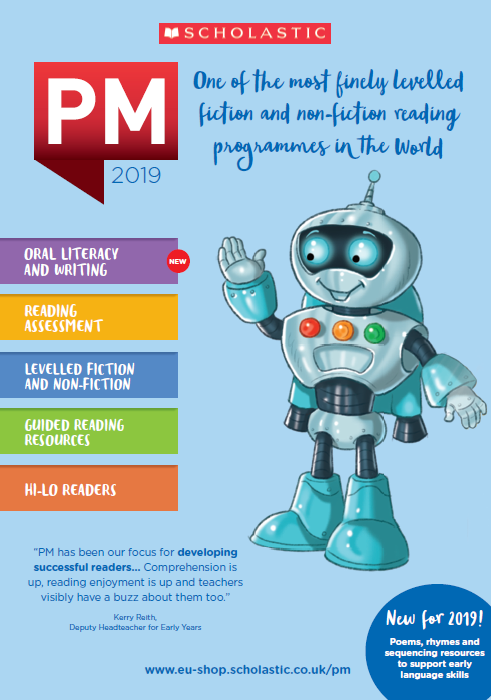 SCHOLASTIC
PM
2019
One of the most finely levelled
fiction and non-fiction reading
programmes in the World
ORAL LITERACY
AND WRITING
NEW
READING
ASSESSMENT
LEVELLED FICTION
AND NON-FICTION
GUIDED READING
RESOURCES
HI-LO READERS
"PM has been our focus for developing
successful readers... Comprehension is
up, reading enjoyment is up and teachers
visibly have a buzz about them too."
Kerry Reith,
Deputy Headteacher for Early Years
New for 2019!
Poems, rhymes and
sequencing resources
to support early
language skills
www.eu-shop.scholastic.co.uk/pm